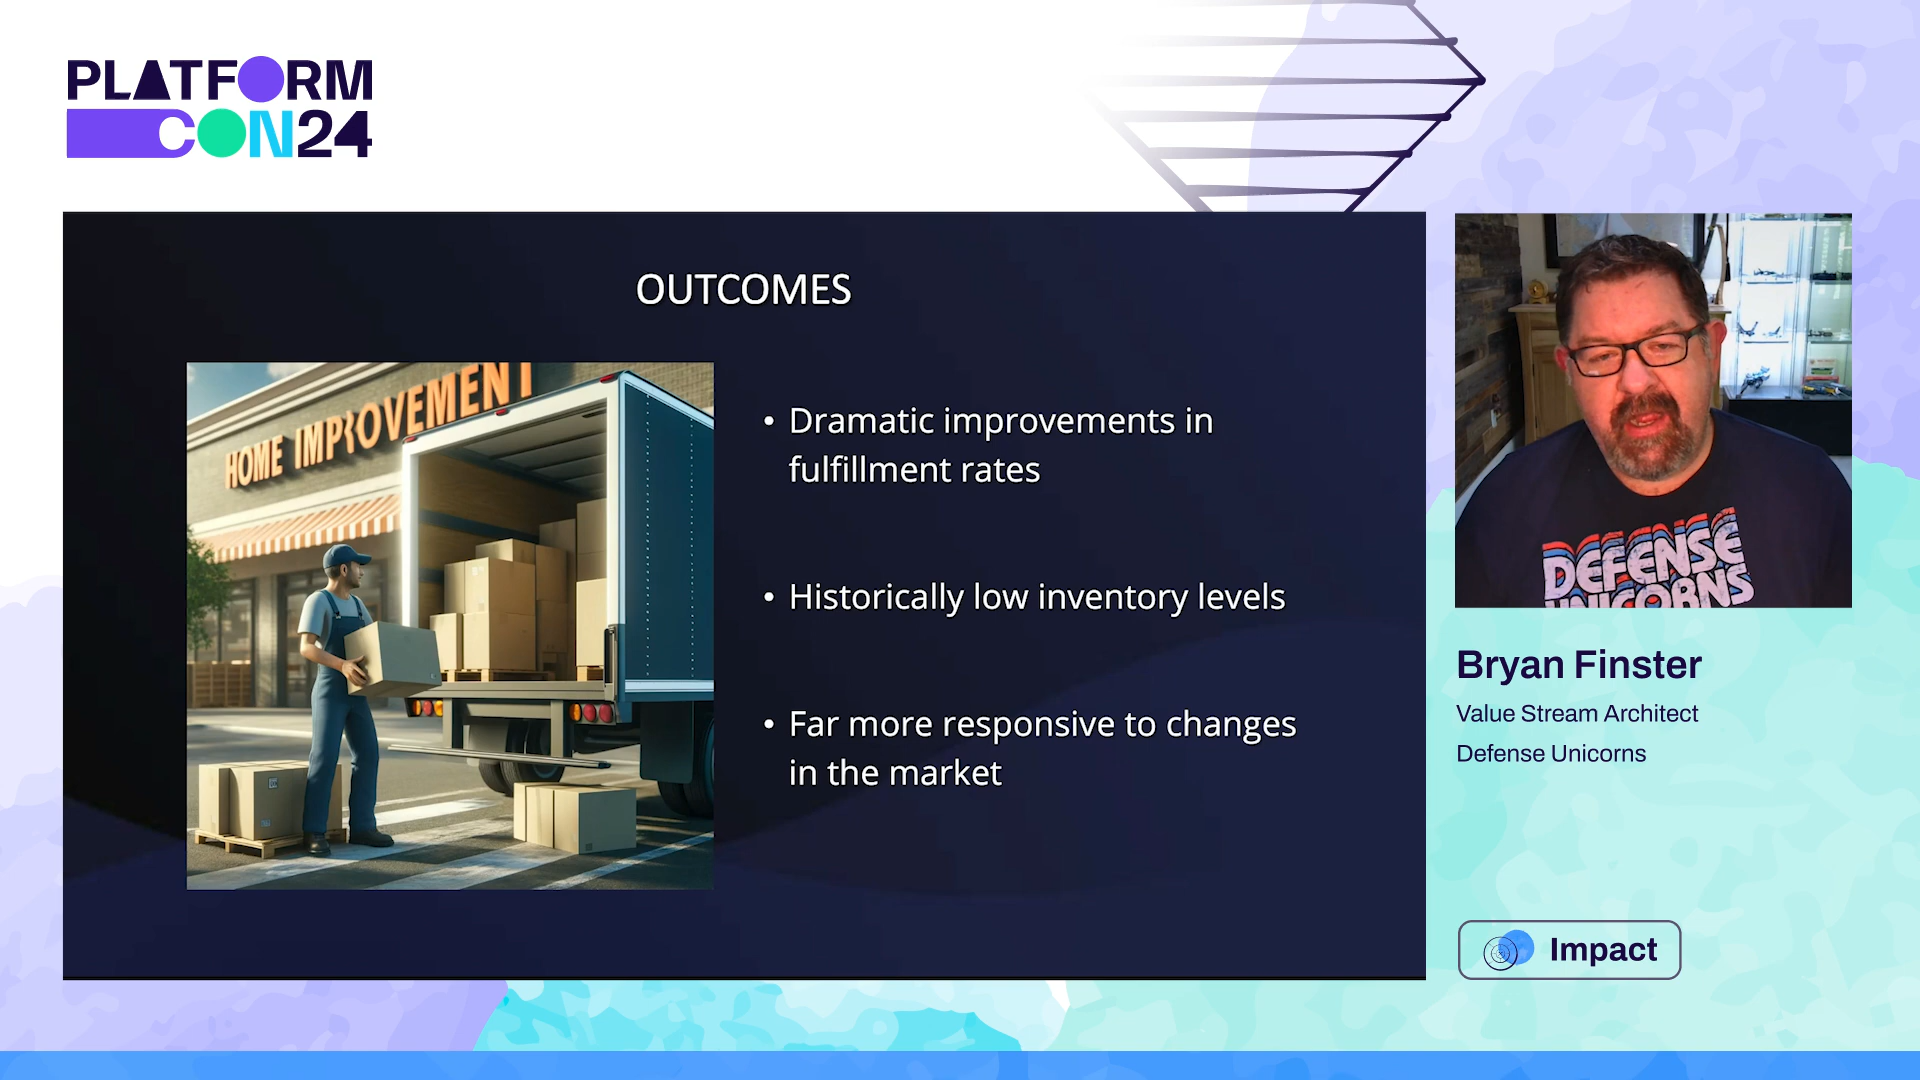 PLATFORM
CON24
OUTCOMES
HOME IMPROVEMENT
• Dramatic improvements in
fulfillment rates
• Historically low inventory levels
• Far more responsive to changes
in the market
DEFENSE
UNICORNS
Bryan Finster
Value Stream Architect
Defense Unicorns
Impact